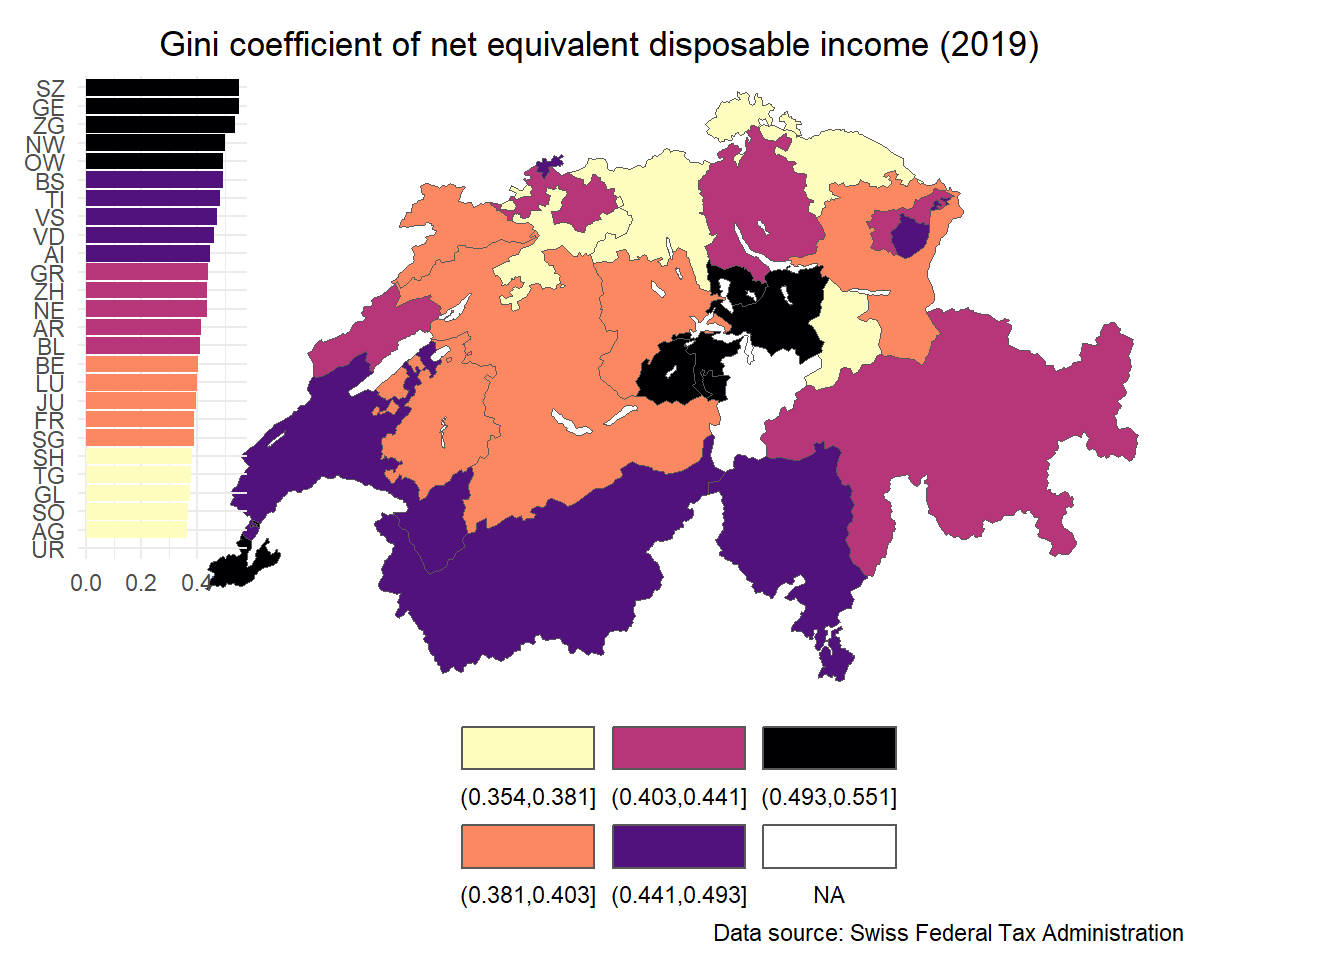 Gini coefficient of net equivalent disposable income (2019)
SZ
GE
ZG
NW
OW
BS
TI
VS
VD
AI
GR
ZH
NE
AR
BL
BE
LU
JU
FR
SG
SH
TG
GL
SO
AG
UR
0.0 0.2 0.4
(0.354,0.381] (0.403,0.441] (0.493,0.551]
(0.381,0.403] (0.441,0.493] NA
Data source: Swiss Federal Tax Administration